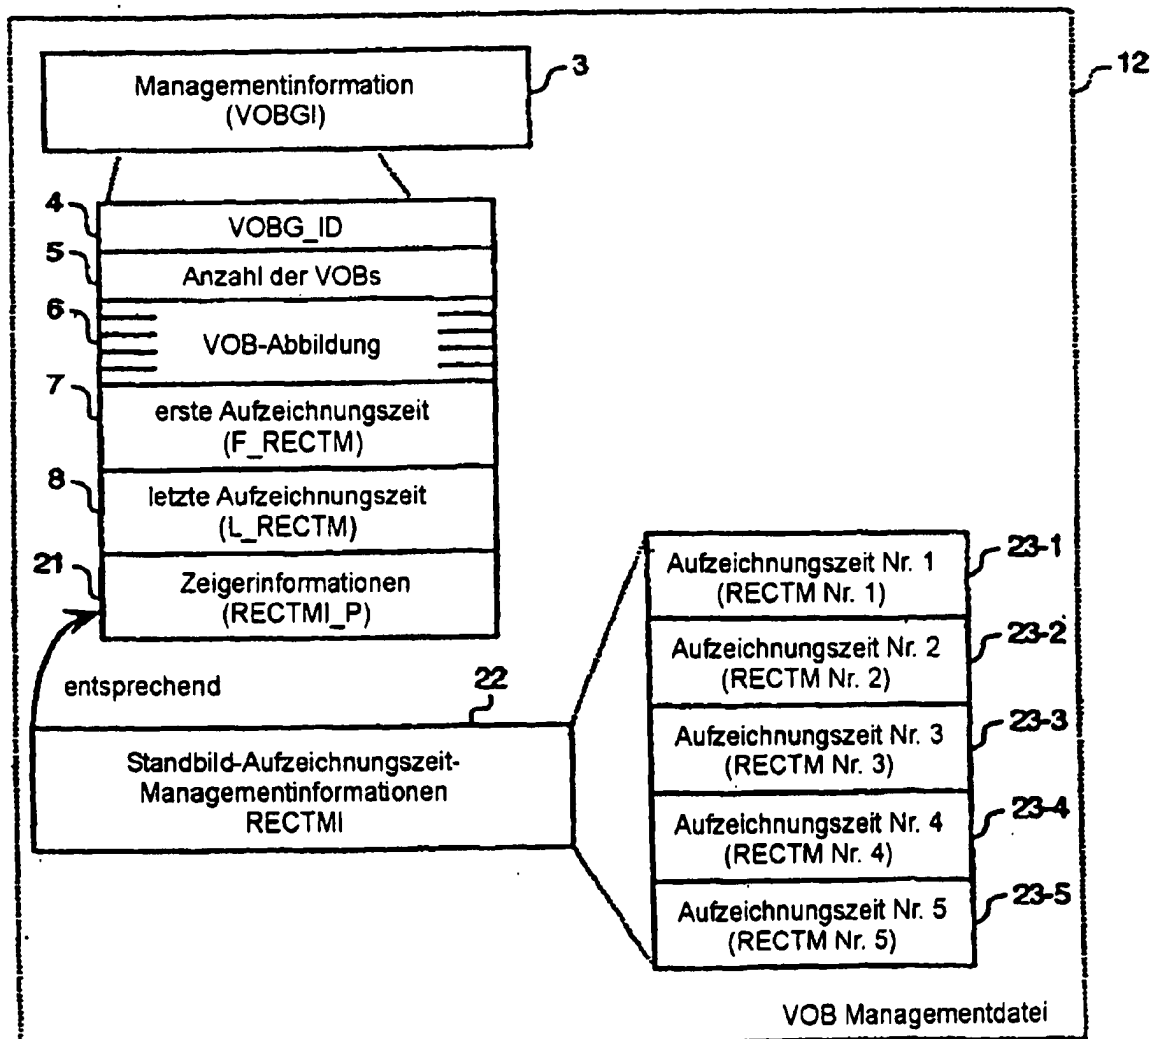 Managementinformation
(VOBGI)
3
12
4
VOBG_ID
5
Anzahl der VOBs
6
VOB-Abbildung
7
erste Aufzeichnungszeit
(F_RECTM)
8
letzte Aufzeichnungszeit
(L_RECTM)
21
Zeigerinformationen
(RECTMI_P)
entsprechend
22
Standbild-Aufzeichnungszeit-
Managementinformationen
RECTMI
Aufzeichnungszeit Nr. 1
(RECTM Nr. 1)
23-1
Aufzeichnungszeit Nr. 2
(RECTM Nr. 2)
23-2
Aufzeichnungszeit Nr. 3
(RECTM Nr. 3)
23-3
Aufzeichnungszeit Nr. 4
(RECTM Nr. 4)
23-4
Aufzeichnungszeit Nr. 5
(RECTM Nr. 5)
23-5
VOB Managementdatei